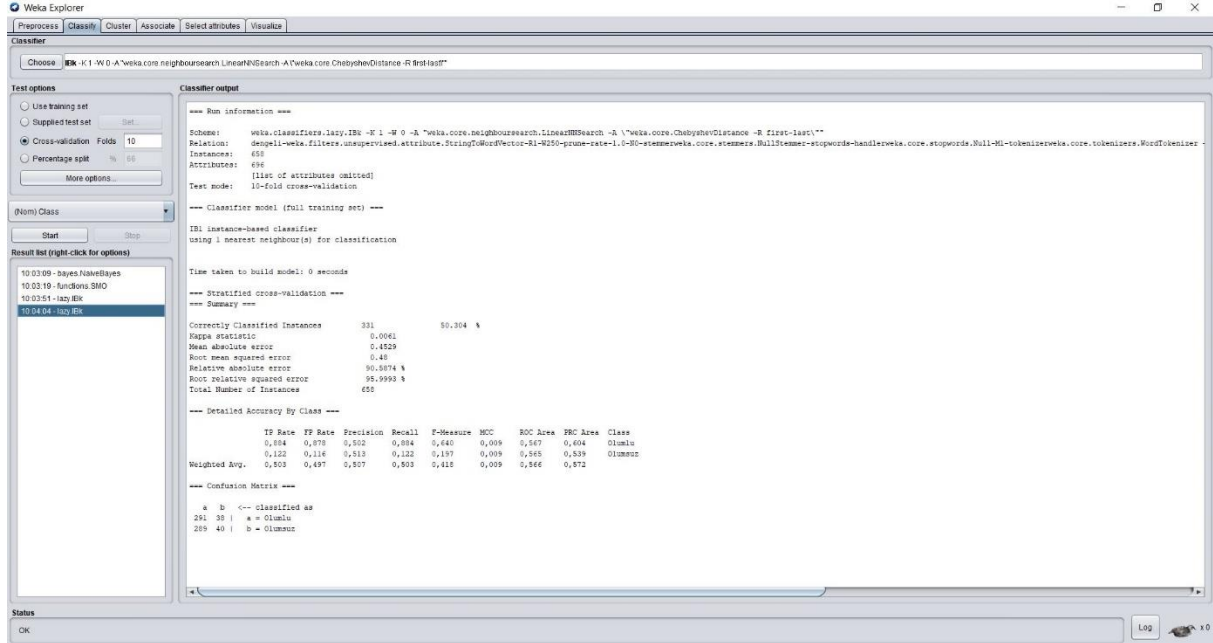 Weka Explorer
Preprocess Classify Cluster Associate Select attributes Visualize
Classifier
Choose IBk -K 1 -W 0 -A "weka.core.neighboursearch.LinearNNSearch -A \"weka.core.ChebyshevDistance -R first-last\""
Test options
Use training set
Supplied test set Set...
Cross-validation Folds 10
Percentage split % 66
More options...
(Nom) Class
Start Stop
Result list (right-click for options)
10:03:09 - bayes.NaiveBayes
10:03:19 - functions.SMO
10:03:51 - lazy.IBk
10:04:04 - lazy.IBk
Classifier output
=== Run information ===
Scheme: weka.classifiers.lazy.IBk -K 1 -W 0 -A "weka.core.neighboursearch.LinearNNSearch -A \"weka.core.ChebyshevDistance -R first-last\""
Relation: dengeli-weka.filters.unsupervised.attribute.StringToWordVector-R1-W250-prune-rate-1.0-N0-stemmerweka.core.stemmers.NullStemmer-stopwords-handlerweka.core.stopwords.Null-M1-tokenizerweka.core.tokenizers.WordTokenizer -
Instances: 658
Attributes: 696
[list of attributes omitted]
Test mode: 10-fold cross-validation
=== Classifier model (full training set) ===
IB1 instance-based classifier
using 1 nearest neighbour(s) for classification
Time taken to build model: 0 seconds
=== Stratified cross-validation ===
=== Summary ===
Correctly Classified Instances 331 50.304 %
Kappa statistic 0.0061
Mean absolute error 0.4529
Root mean squared error 0.48
Relative absolute error 90.5874 %
Root relative squared error 95.9993 %
Total Number of Instances 658
=== Detailed Accuracy By Class ===
TP Rate FP Rate Precision Recall F-Measure MCC ROC Area PRC Area Class
0,884 0,878 0,502 0,884 0,640 0,009 0,567 0,604 Olumlu
0,122 0,116 0,513 0,122 0,197 0,009 0,565 0,539 Olumsuz
Weighted Avg. 0,503 0,497 0,507 0,503 0,418 0,009 0,566 0,572
=== Confusion Matrix ===
a b <-- classified as
291 38 | a = Olumlu
289 40 | b = Olumsuz
Status
OK
Log x 0